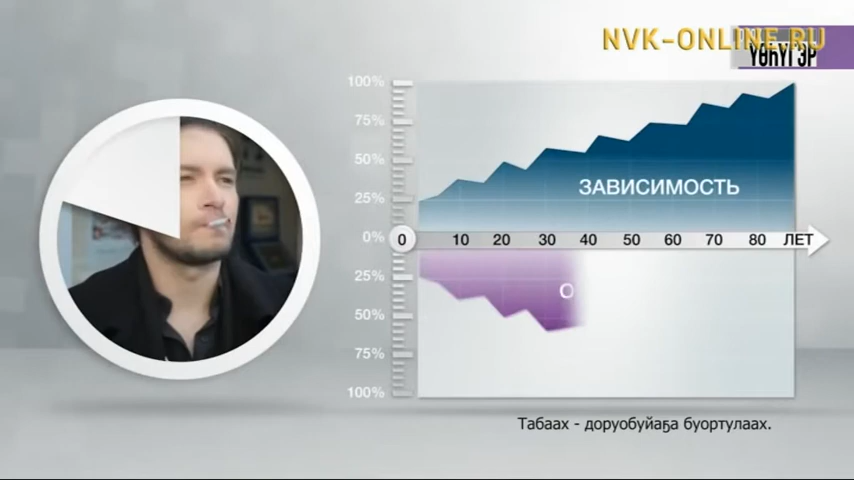 NVK-ONLINE.RU
ҮӨҺҮГЭР
100%
75%
50%
25%
0%
25%
50%
75%
100%
ЗАВИСИМОСТЬ
0 10 20 30 40 50 60 70 80 ЛЕТ
О
Табаах - доруобуйаҕа буортулаах.